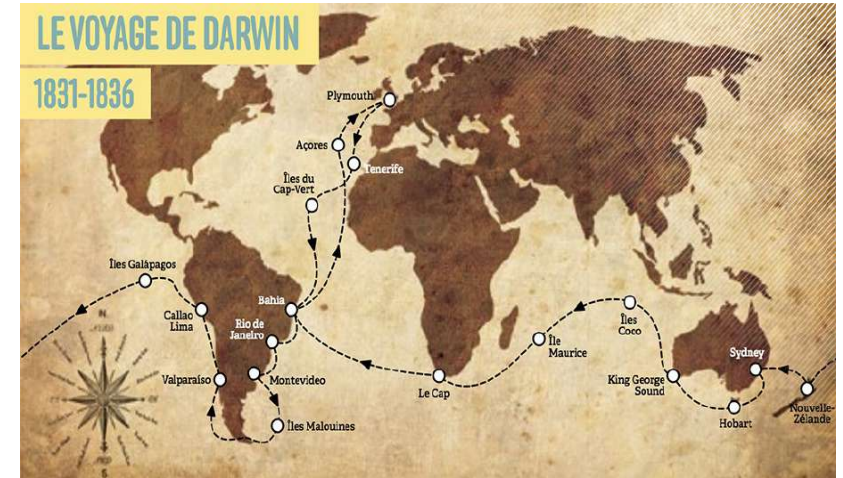 LE VOYAGE DE DARWIN
1831-1836
Plymouth
Açores
Tenerife
Îles du
Cap-Vert
Îles Galápagos
Bahia
Callao
Lima
Rio de
Janeiro
Îles
Coco
Île
Maurice
Sydney
Valparaíso
Montevideo
Le Cap
King George
Sound
Nouvelle-
Zélande
Hobart
Îles Malouines
N
S